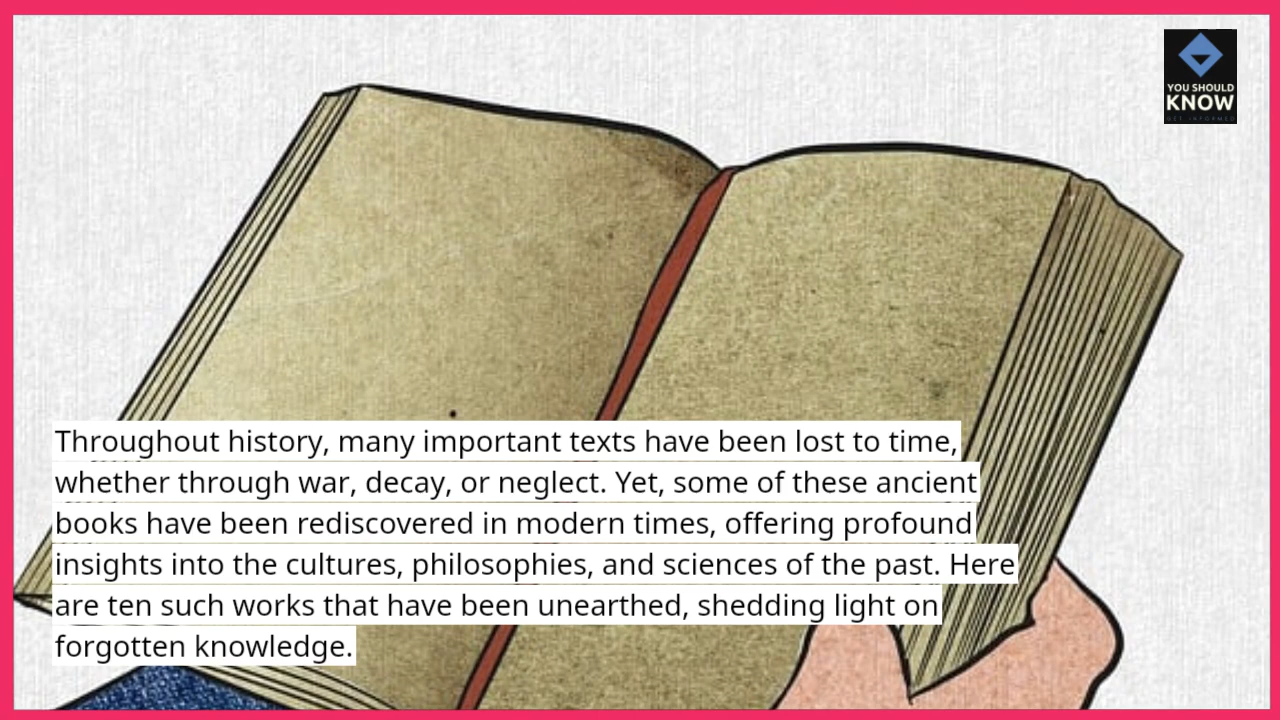 YOU SHOULD
KNOW
GET INFORMED
Throughout history, many important texts have been lost to time,
whether through war, decay, or neglect. Yet, some of these ancient
books have been rediscovered in modern times, offering profound
insights into the cultures, philosophies, and sciences of the past. Here
are ten such works that have been unearthed, shedding light on
forgotten knowledge.